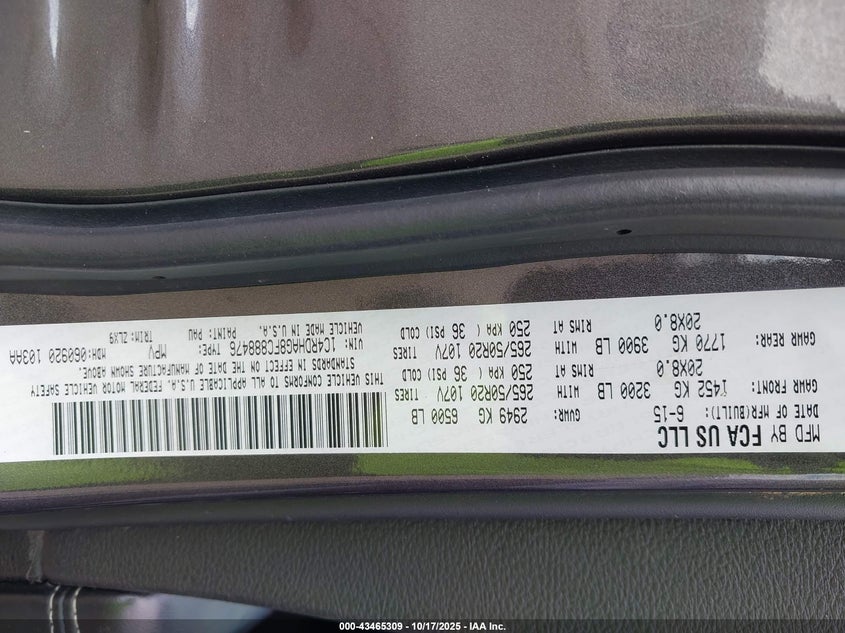 MFD BY FCA US LLC
DATE OF MFR(BUILT): 6-15 GVWR: 2949 KG 6500 LB
GAWR FRONT: 1452 KG 3200 LB WITH 265/50R20 107V TIRES
20X8.0 RIMS AT 250 KPA ( 36 PSI) COLD
GAWR REAR: 1770 KG 3900 LB WITH 265/50R20 107V TIRES
20X8.0 RIMS AT 250 KPA ( 36 PSI) COLD
THIS VEHICLE CONFORMS TO ALL APPLICABLE U.S.A. FEDERAL MOTOR VEHICLE SAFETY
STANDARDS IN EFFECT ON THE DATE OF MANUFACTURE SHOWN ABOVE.
VIN: 1C4RDHAG8FC888476 TYPE: MPV MDH:060920 103AA
VEHICLE MADE IN U.S.A. PAINT: PAU TRIM:ZLX9
000-43465309 - 10/17/2025 - IAA Inc.